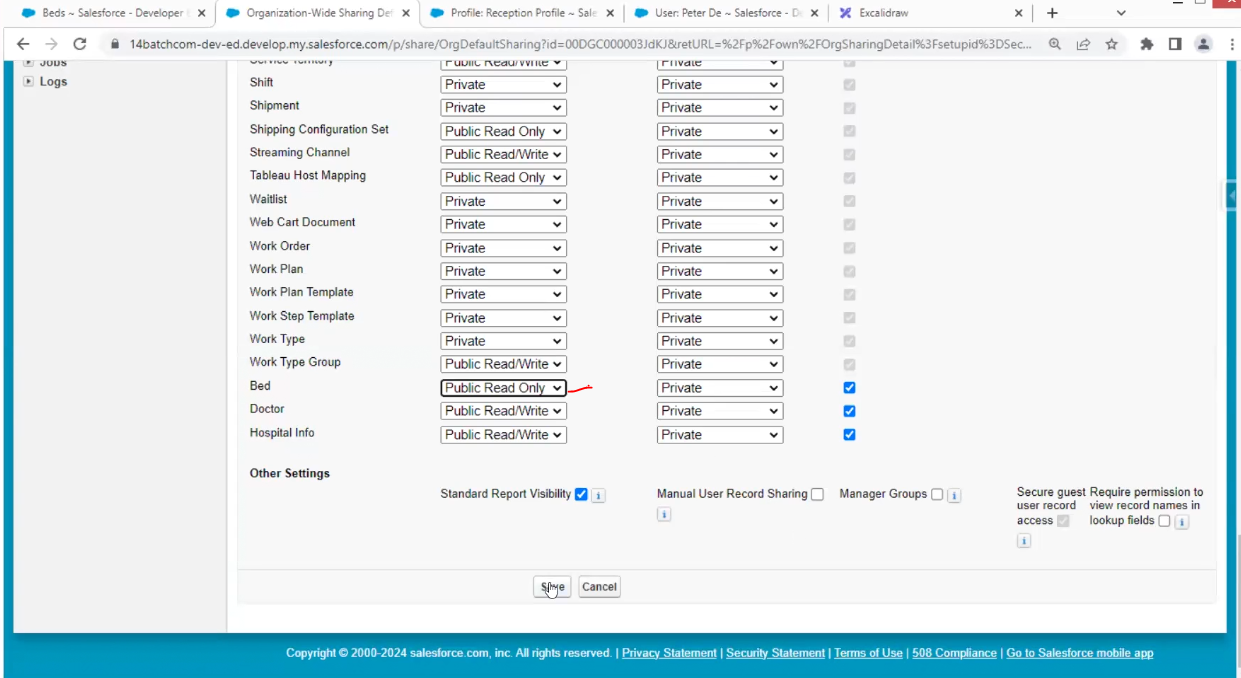 Beds ~ Salesforce - Developer
Organization-Wide Sharing De
Profile: Reception Profile ~ Sale
User: Peter De ~ Salesforce - D
Excalidraw
14batchcom-dev-ed.develop.my.salesforce.com/p/share/OrgDefaultSharing?id=00DGC000003JdKJ&retURL=%2Fp%2Fown%2FOrgSharingDetail%3Fsetupid%3DSec...
Jobs
Logs
Service Territory Public Read/Write Private
Shift Private Private
Shipment Private Private
Shipping Configuration Set Public Read Only Private
Streaming Channel Public Read/Write Private
Tableau Host Mapping Public Read Only Private
Waitlist Private Private
Web Cart Document Private Private
Work Order Private Private
Work Plan Private Private
Work Plan Template Private Private
Work Step Template Private Private
Work Type Private Private
Work Type Group Public Read/Write Private
Bed Public Read Only Private
Doctor Public Read/Write Private
Hospital Info Public Read/Write Private
Other Settings
Standard Report Visibility
Manual User Record Sharing
Manager Groups
Secure guest
user record
access
Require permission to
view record names in
lookup fields
Save Cancel
Copyright © 2000-2024 salesforce.com, inc. All rights reserved. | Privacy Statement | Security Statement | Terms of Use | 508 Compliance | Go to Salesforce mobile app